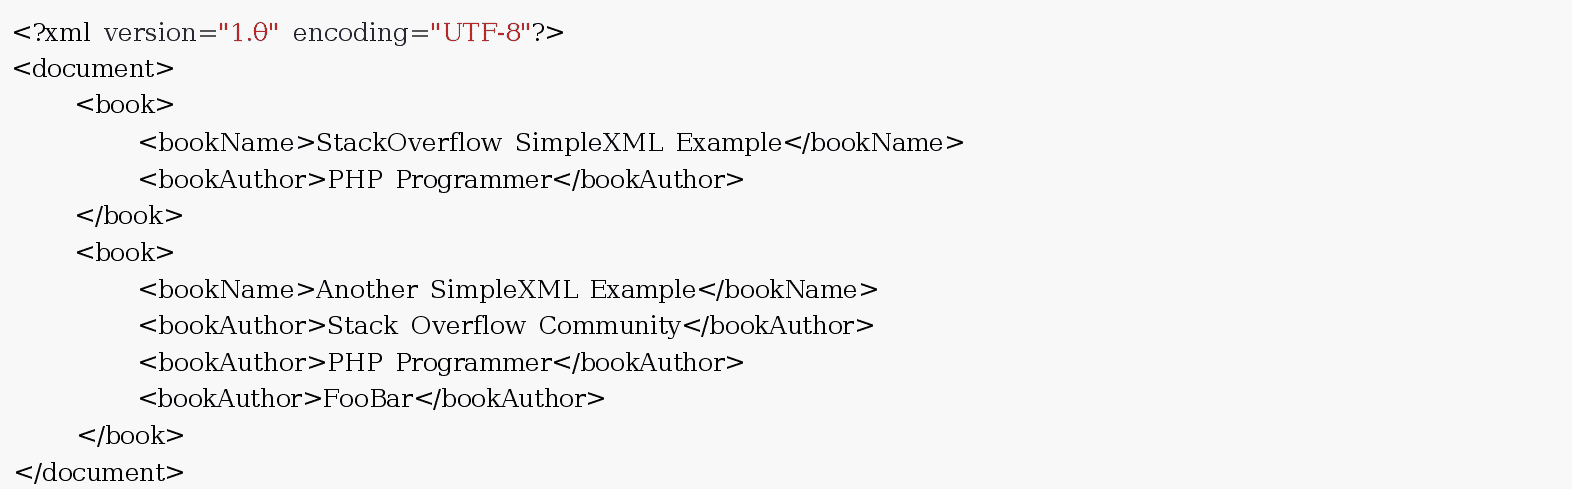 <?xml version="1.0" encoding="UTF-8"?>
<document>
    <book>
        <bookName>StackOverflow SimpleXML Example</bookName>
        <bookAuthor>PHP Programmer</bookAuthor>
    </book>
    <book>
        <bookName>Another SimpleXML Example</bookName>
        <bookAuthor>Stack Overflow Community</bookAuthor>
        <bookAuthor>PHP Programmer</bookAuthor>
        <bookAuthor>FooBar</bookAuthor>
    </book>
</document>